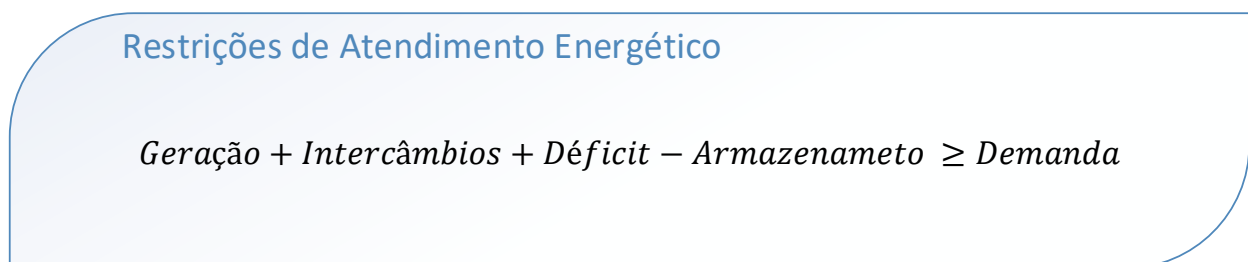 Restrições de Atendimento Energético
Geração + Intercâmbios + Déficit − Armazenameto ≥ Demanda